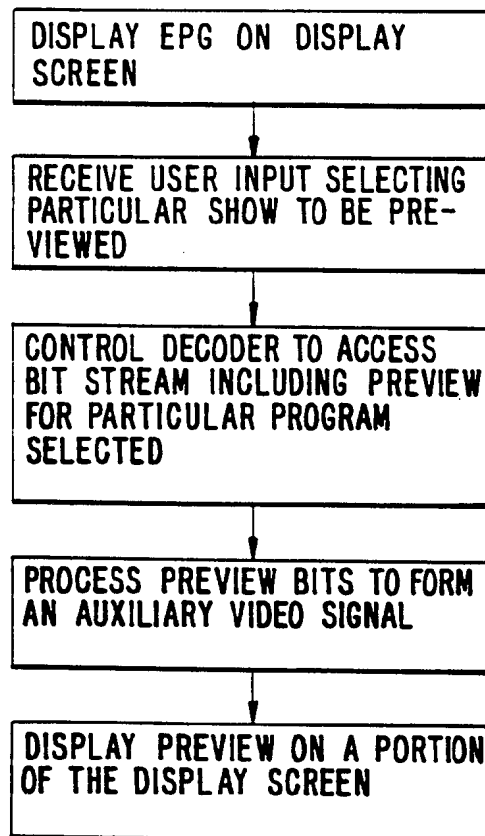 DISPLAY EPG ON DISPLAY
SCREEN
RECEIVE USER INPUT SELECTING
PARTICULAR SHOW TO BE PRE-
VIEWED
CONTROL DECODER TO ACCESS
BIT STREAM INCLUDING PREVIEW
FOR PARTICULAR PROGRAM
SELECTED
PROCESS PREVIEW BITS TO FORM
AN AUXILIARY VIDEO SIGNAL
DISPLAY PREVIEW ON A PORTION
OF THE DISPLAY SCREEN